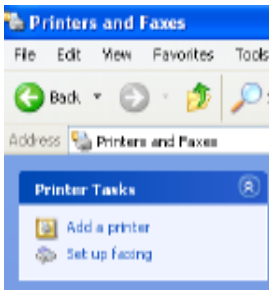 Printers and Faxes
File Edit View Favorites Tools
Back
Address Printers and Faxes
Printer Tasks
Add a printer
Set up faxing